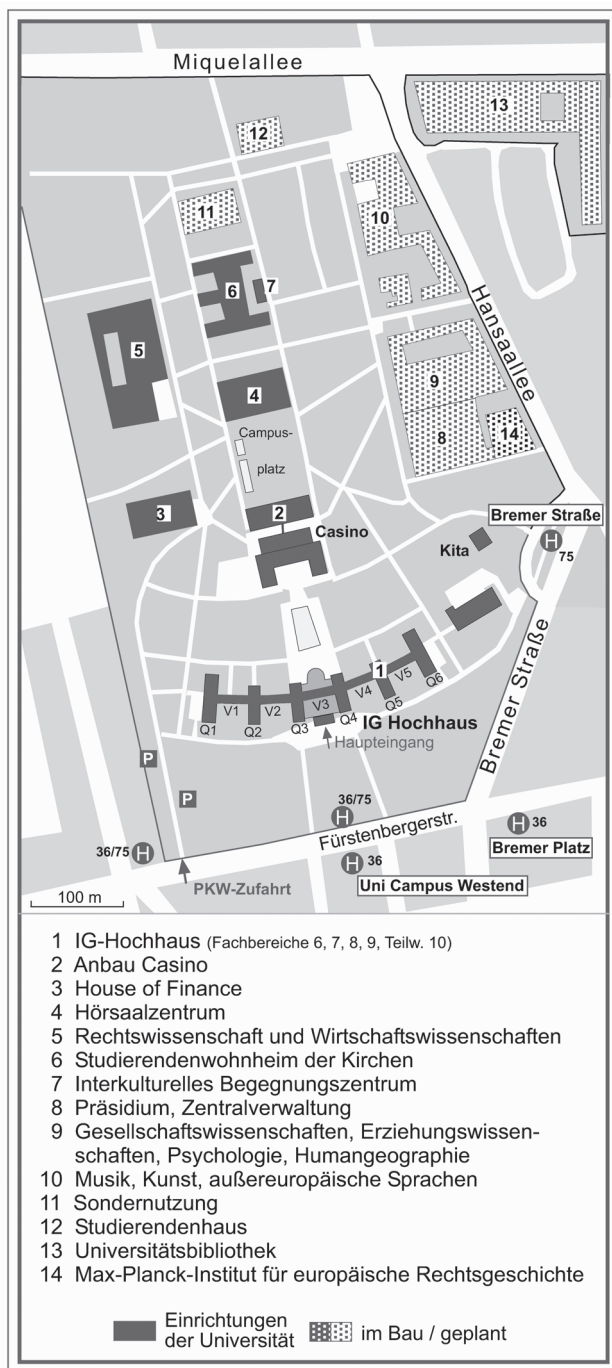 Miquelallee
13
12
10
11
6
7
Hansaallee
5
9
4
Campus-
platz
8
14
3
2
Casino
Bremer Straße
H
75
Kita
Bremer Straße
1
V1
V2
V3
V4
V5
Q1
Q2
Q3
Q4
Q5
Q6
IG Hochhaus
Haupteingang
P
P
36/75
H
Fürstenbergerstr.
H
36
Bremer Platz
36/75
H
H
36
Uni Campus Westend
PKW-Zufahrt
100 m
1 IG-Hochhaus (Fachbereiche 6, 7, 8, 9, Teilw. 10)
2 Anbau Casino
3 House of Finance
4 Hörsaalzentrum
5 Rechtswissenschaft und Wirtschaftswissenschaften
6 Studierendenwohnheim der Kirchen
7 Interkulturelles Begegnungszentrum
8 Präsidium, Zentralverwaltung
9 Gesellschaftswissenschaften, Erziehungswissen-
schaften, Psychologie, Humangeographie
10 Musik, Kunst, außereuropäische Sprachen
11 Sondernutzung
12 Studierendenhaus
13 Universitätsbibliothek
14 Max-Planck-Institut für europäische Rechtsgeschichte
Einrichtungen
der Universität
im Bau / geplant